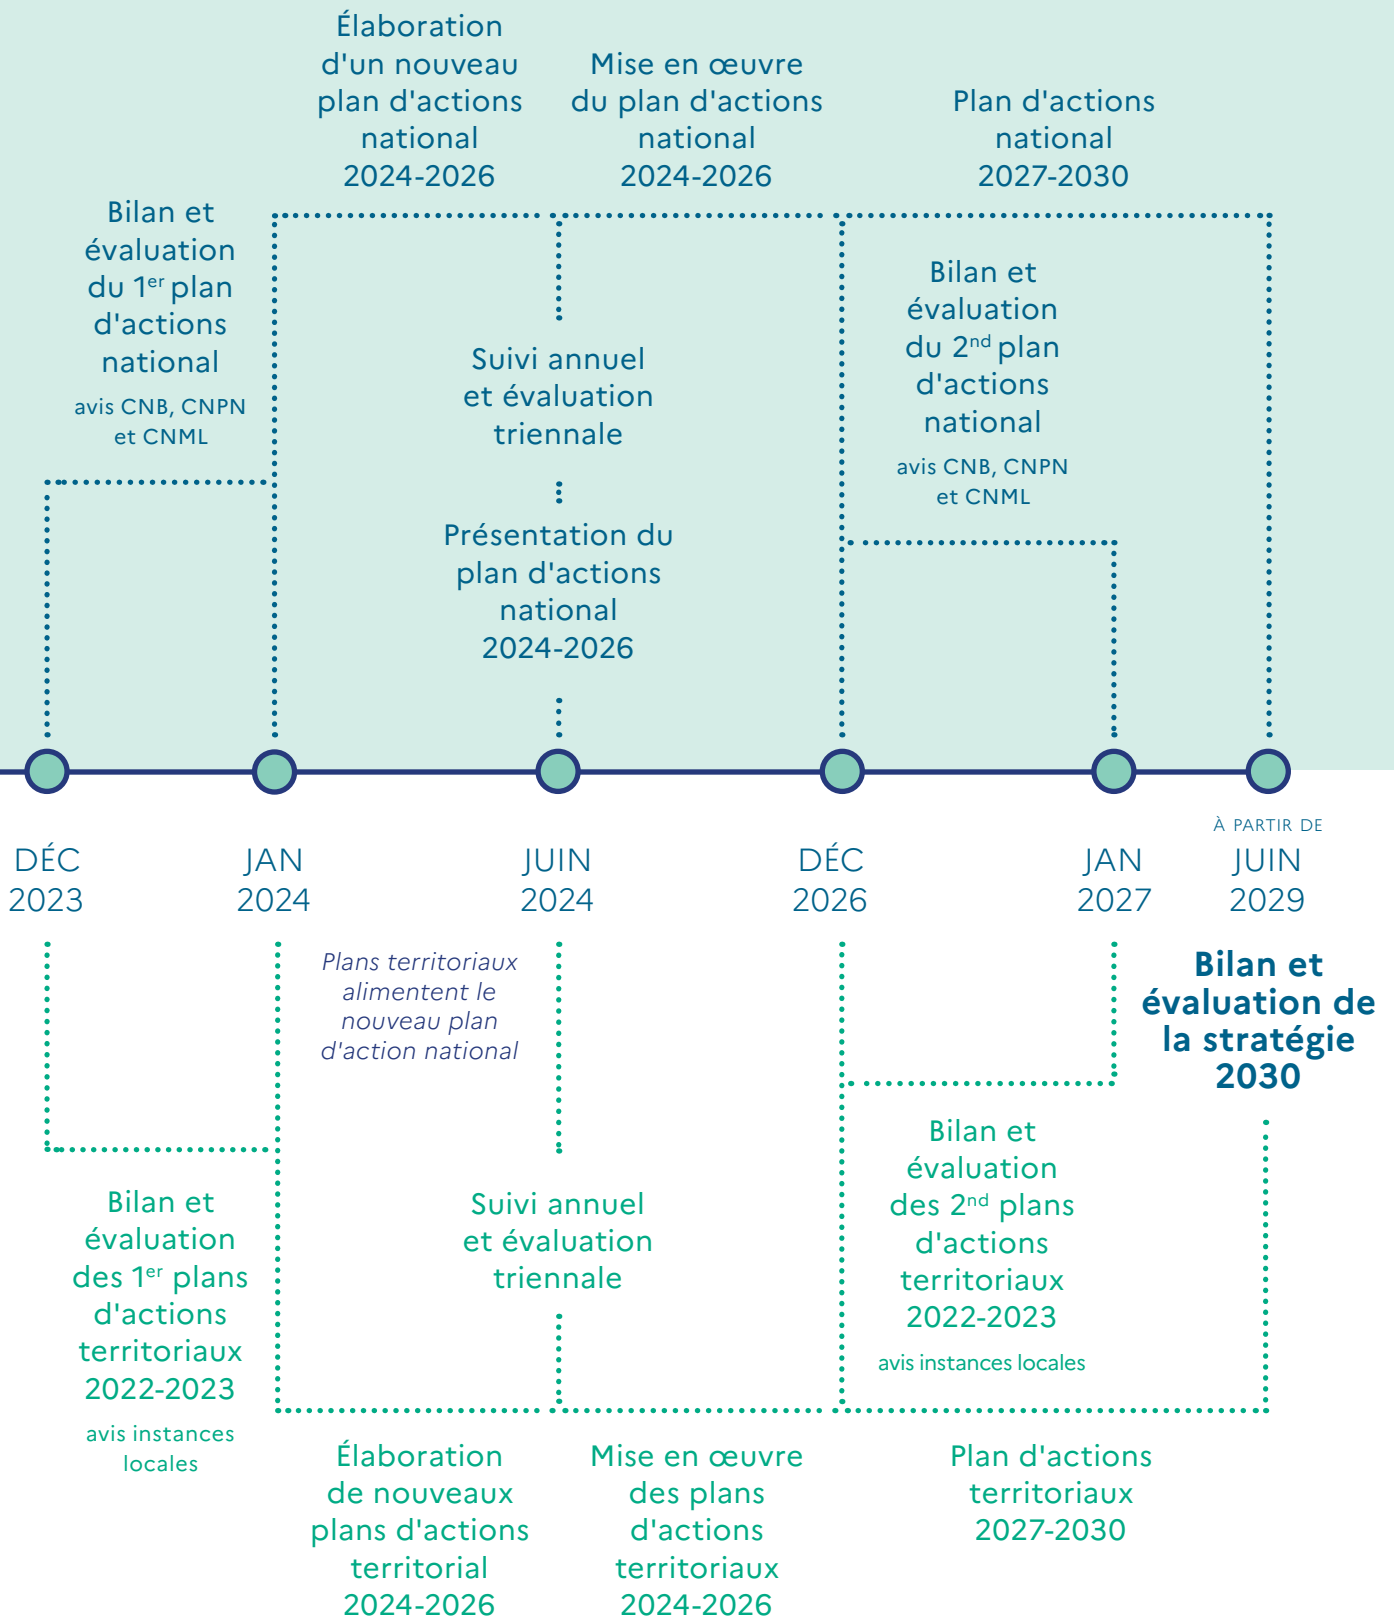 Élaboration
d'un nouveau
plan d'actions
national
2024-2026
Mise en œuvre
du plan d'actions
national
2024-2026
Plan d'actions
national
2027-2030
Bilan et
évaluation
du 1er plan
d'actions
national
avis CNB, CNPN
et CNML
Suivi annuel
et évaluation
triennale
Présentation du
plan d'actions
national
2024-2026
Bilan et
évaluation
du 2nd plan
d'actions
national
avis CNB, CNPN
et CNML
DÉC
2023
JAN
2024
JUIN
2024
DÉC
2026
JAN
2027
À PARTIR DE
JUIN
2029
Plans territoriaux
alimentent le
nouveau plan
d'action national
Bilan et
évaluation de
la stratégie
2030
Bilan et
évaluation
des 1er plans
d'actions
territoriaux
2022-2023
avis instances
locales
Suivi annuel
et évaluation
triennale
Bilan et
évaluation
des 2nd plans
d'actions
territoriaux
2022-2023
avis instances locales
Élaboration
de nouveaux
plans d'actions
territorial
2024-2026
Mise en œuvre
des plans
d'actions
territoriaux
2024-2026
Plan d'actions
territoriaux
2027-2030